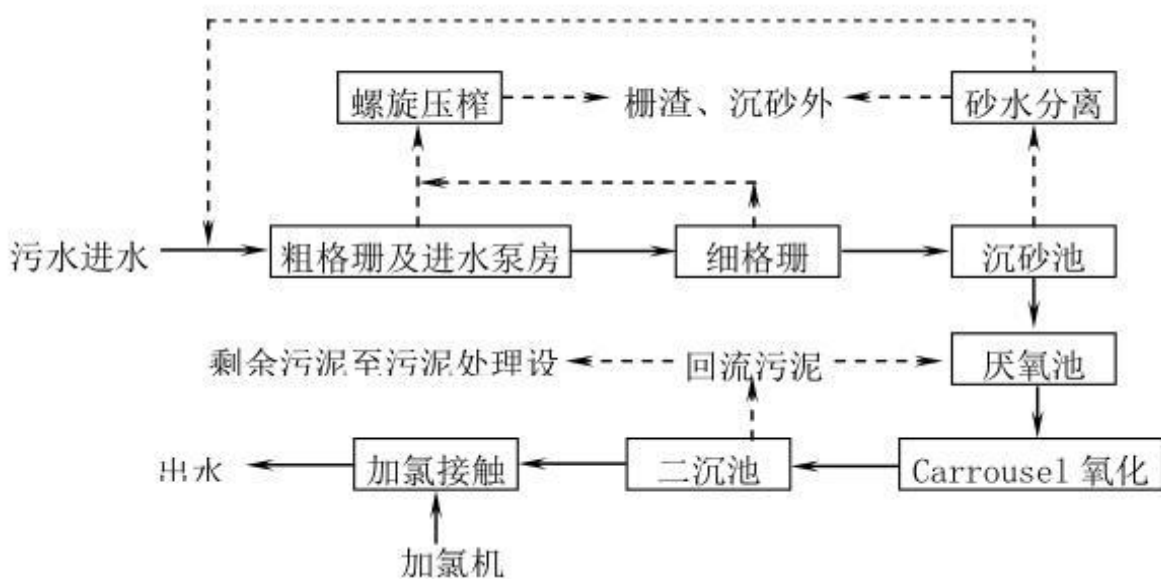 螺旋压榨
栅渣、沉砂外
砂水分离
污水进水
粗格珊及进水泵房
细格珊
沉砂池
剩余污泥至污泥处理设
回流污泥
厌氧池
出水
加氯接触
二沉池
Carrousel 氧化
加氯机